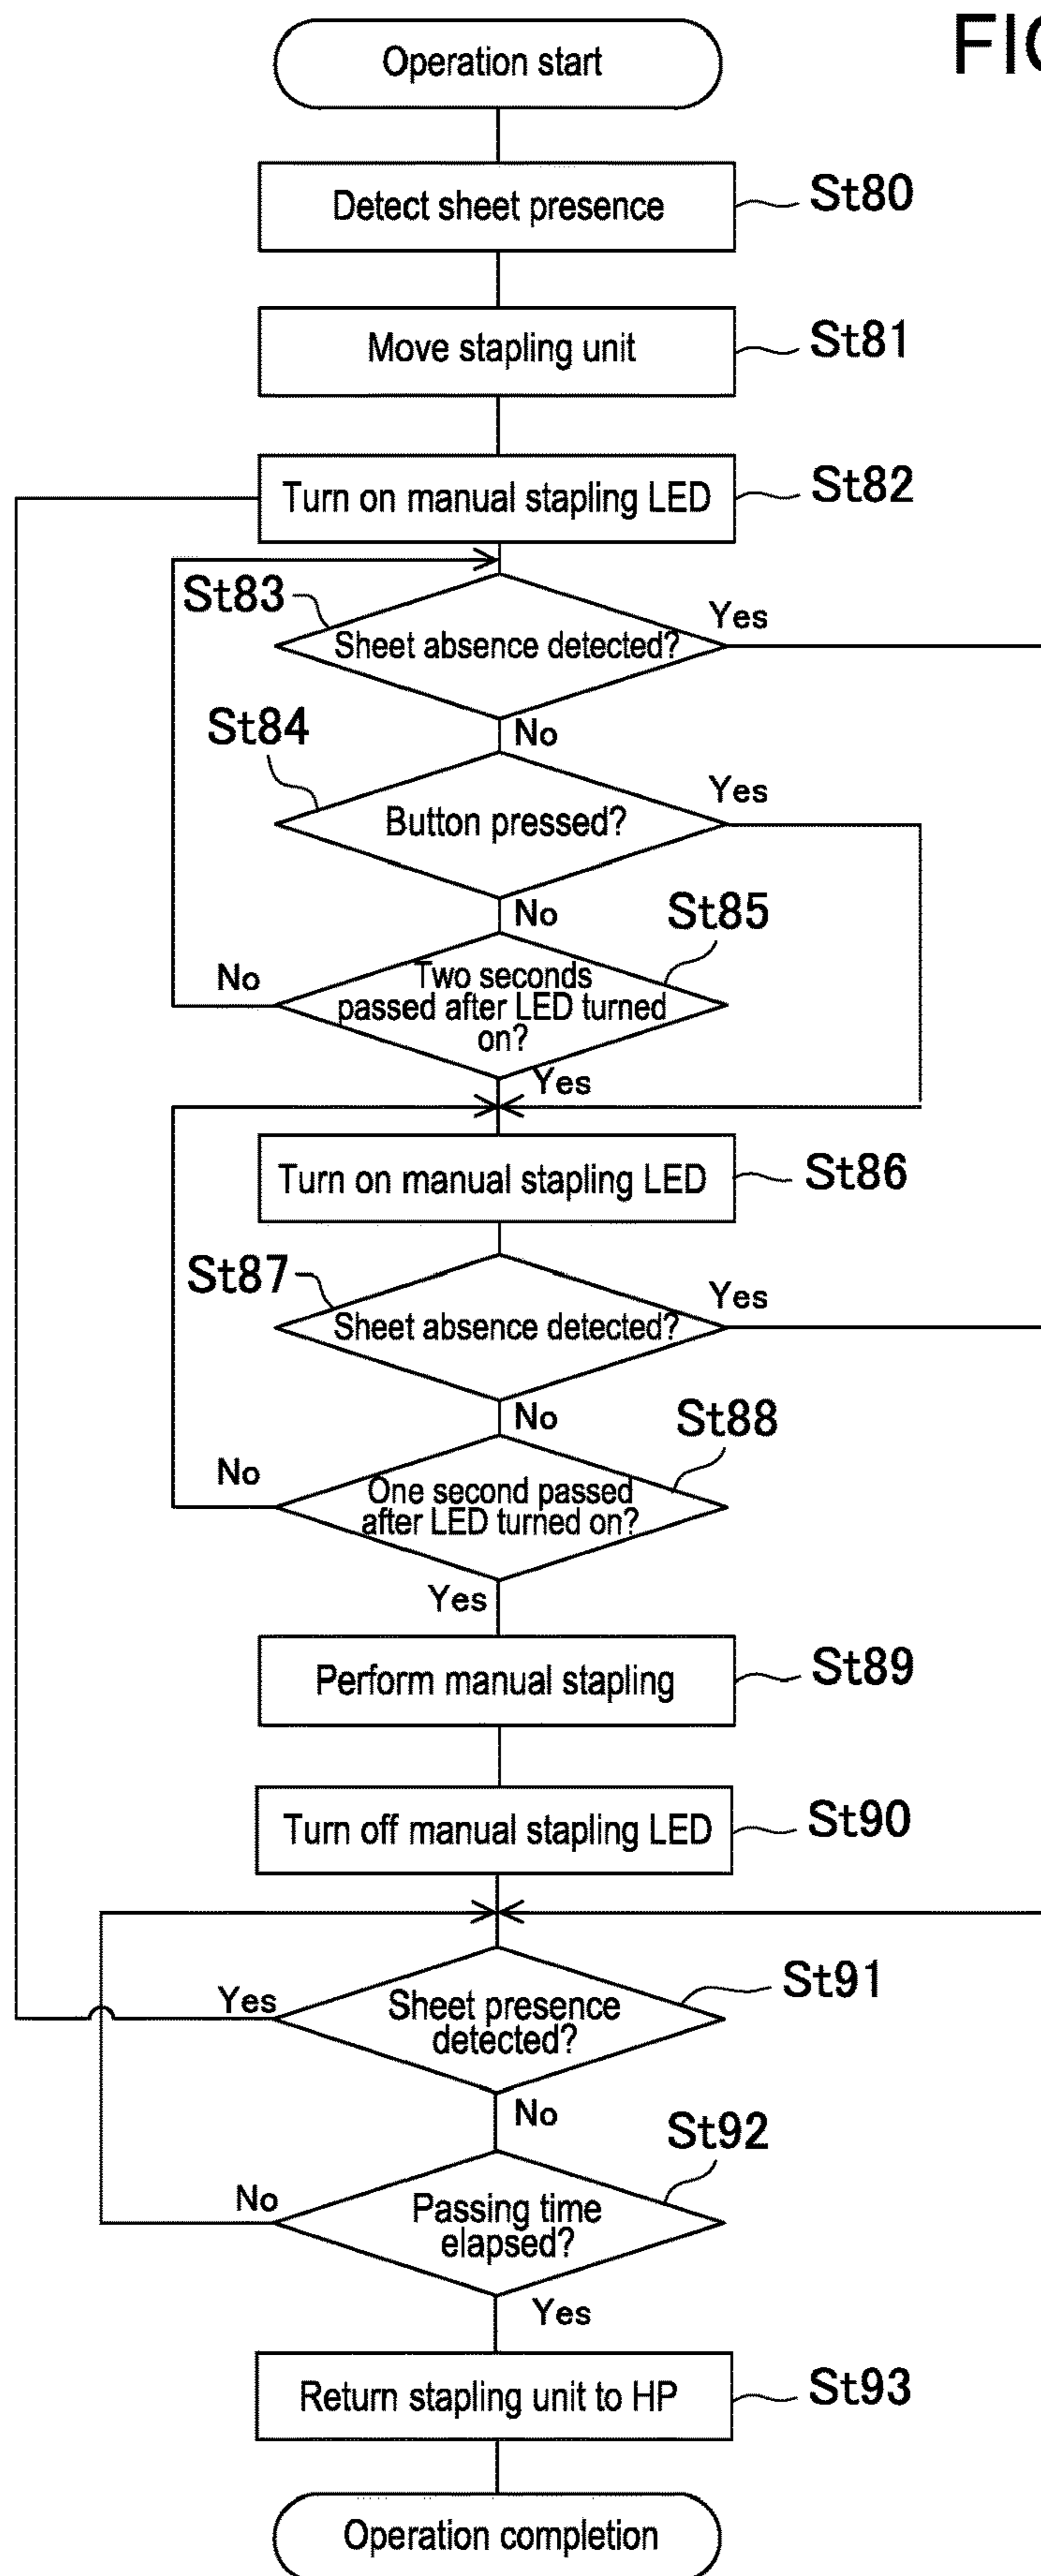 FIG
Operation start
Detect sheet presence
St80
Move stapling unit
St81
Turn on manual stapling LED
St82
St83
Sheet absence detected?
Yes
No
St84
Button pressed?
Yes
No
St85
Two seconds
passed after LED turned
on?
No
Yes
Turn on manual stapling LED
St86
St87
Sheet absence detected?
Yes
No
St88
One second passed
after LED turned on?
No
Yes
Perform manual stapling
St89
Turn off manual stapling LED
St90
St91
Sheet presence
detected?
Yes
No
St92
Passing time
elapsed?
No
Yes
Return stapling unit to HP
St93
Operation completion